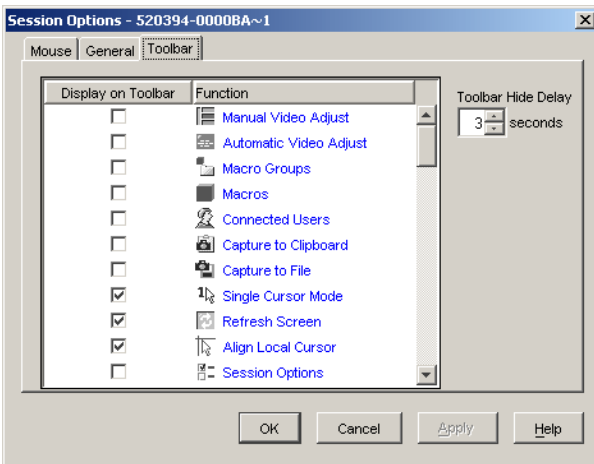 Session Options - 520394-0000BA~1
Mouse General Toolbar
Display on Toolbar Function
Toolbar Hide Delay
3 seconds
Manual Video Adjust
Automatic Video Adjust
Macro Groups
Macros
Connected Users
Capture to Clipboard
Capture to File
1 Single Cursor Mode
Refresh Screen
Align Local Cursor
Session Options
OK Cancel Apply Help